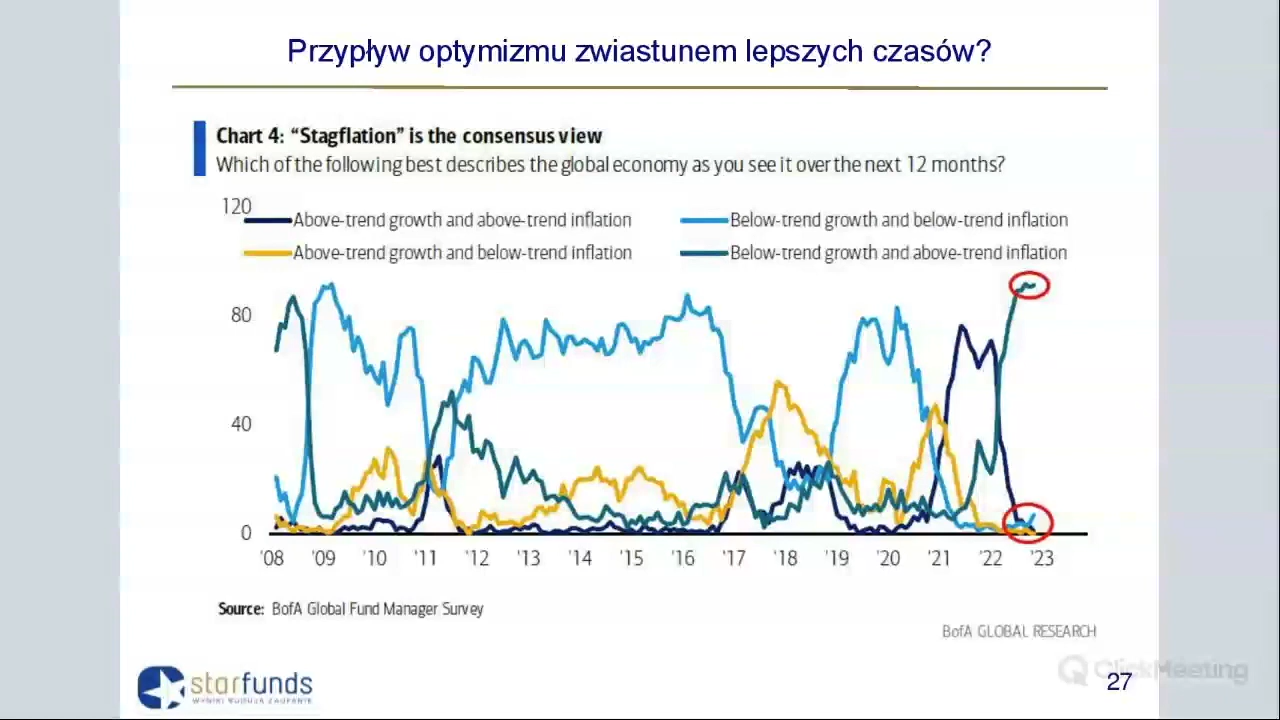 Przypływ optymizmu zwiastunem lepszych czasów?
Chart 4: “Stagflation” is the consensus view
Which of the following best describes the global economy as you see it over the next 12 months?
120
Above-trend growth and above-trend inflation
Below-trend growth and below-trend inflation
Above-trend growth and below-trend inflation
Below-trend growth and above-trend inflation
80
40
0
'08 '09 '10 '11 '12 '13 '14 '15 '16 '17 '18 '19 '20 '21 '22 '23
Source: BofA Global Fund Manager Survey
BofA GLOBAL RESEARCH
starfunds
WYNIKI BUDUJĄ ZAUFANIE
ClickMeeting
27